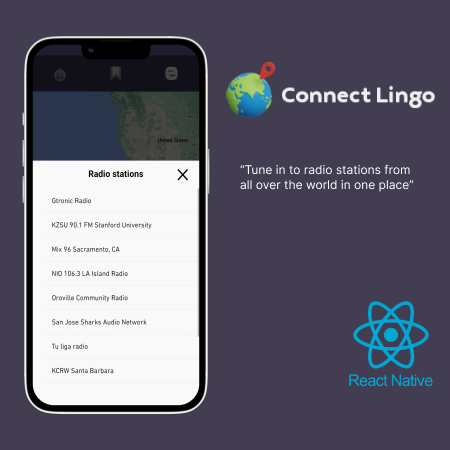 Connect Lingo
“Tune in to radio stations from
all over the world in one place”
United States
Radio stations
Gtronic Radio
KZSU 90.1 FM Stanford University
Mix 96 Sacramento, CA
NIO 106.3 LA Island Radio
Oroville Community Radio
San Jose Sharks Audio Network
Tu liga radio
KCRW Santa Barbara
React Native